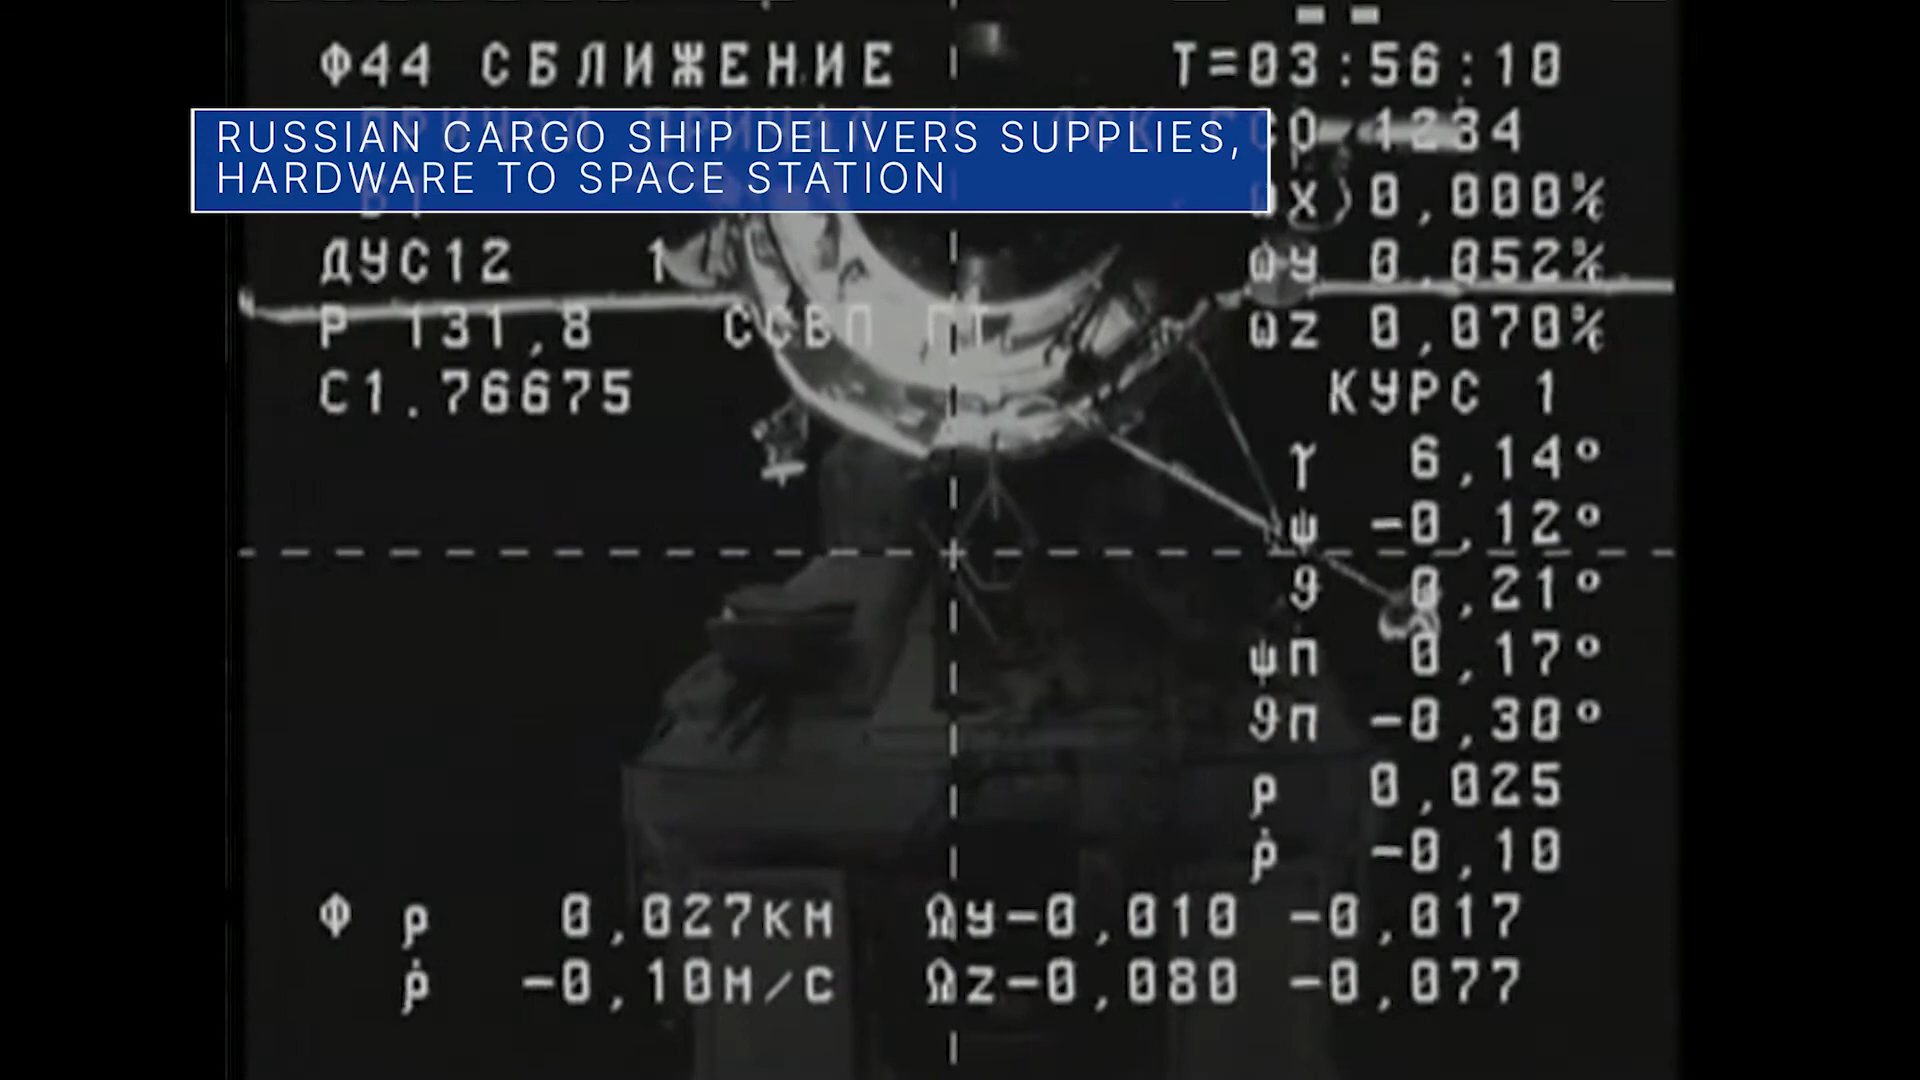 Ф44 СБЛИЖЕНИЕ T=03:56:10
RUSSIAN CARGO SHIP DELIVERS SUPPLIES,
HARDWARE TO SPACE STATION
1234
ωx 0,000%
ДУС12 1 ωy 0,052%
Р 131,8 ССВП ωz 0,070%
С1.76675 КУРС 1
γ 6,14°
ψ -0,12°
ϑ 0,21°
ψп 0,17°
ϑп -0,30°
ρ 0,025
ρ̇ -0,10
Ф ρ 0,027км Ωy-0,010 -0,017
ρ̇ -0,10м/с Ωz-0,080 -0,077